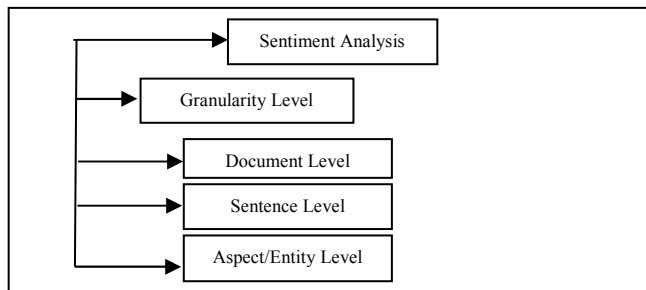 Sentiment Analysis
Granularity Level
Document Level
Sentence Level
Aspect/Entity Level